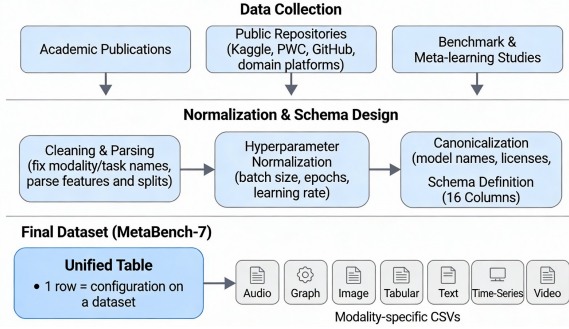 Data Collection
Academic Publications
Public Repositories
(Kaggle, PWC, GitHub,
domain platforms)
Benchmark &
Meta-learning Studies
Normalization & Schema Design
Cleaning & Parsing
(fix modality/task names,
parse features and splits)
Hyperparameter
Normalization
(batch size, epochs,
learning rate)
Canonicalization
(model names, licenses,
Schema Definition
(16 Columns)
Final Dataset (MetaBench-7)
Unified Table
• 1 row = configuration on
a dataset
Audio
Graph
Image
Tabular
Text
Time-Series
Video
Modality-specific CSVs